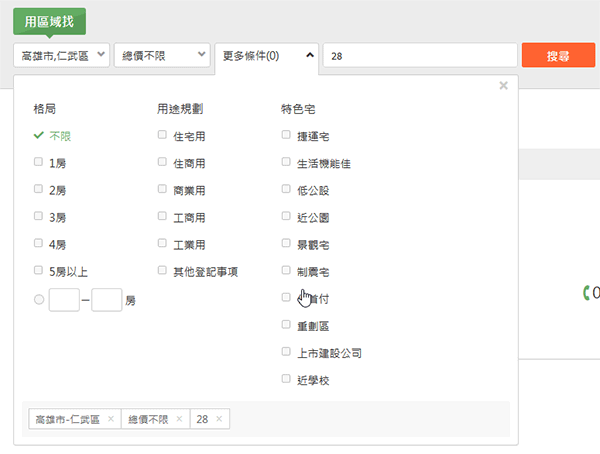 用區域找
高雄市,仁武區 總價不限 更多條件(0) 28 搜尋
格局 用途規劃 特色宅
不限 住宅用 捷運宅
1房 住商用 生活機能佳
2房 商業用 低公設
3房 工商用 近公園
4房 工業用 景觀宅
5房以上 其他登記事項 制震宅
– 房 首付
重劃區
上市建設公司
近學校
高雄市-仁武區 × 總價不限 × 28 ×
0